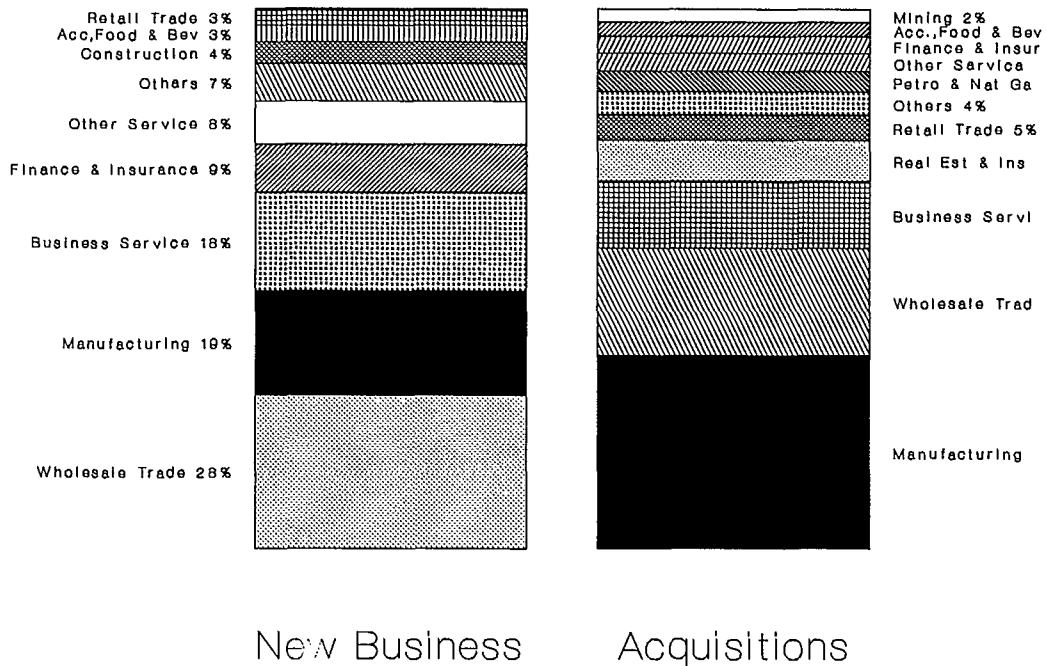 Retail Trade 3%
Acc,Food & Bev 3%
Construction 4%
Others 7%
Other Service 8%
Finance & Insurance 9%
Business Service 18%
Manufacturing 19%
Wholesale Trade 28%
Mining 2%
Acc.,Food & Bev
Finance & Insur
Other Service
Petro & Nat Ga
Others 4%
Retail Trade 5%
Real Est & Ins
Business Servi
Wholesale Trad
Manufacturing
New Business
Acquisitions